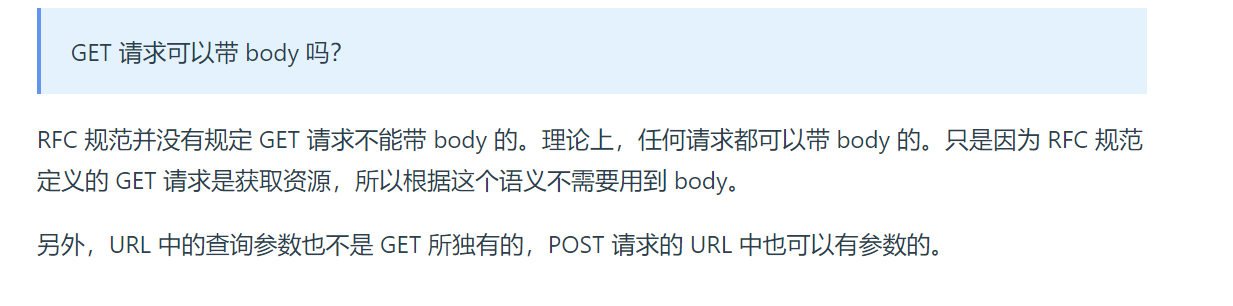 GET 请求可以带 body 吗？
RFC 规范并没有规定 GET 请求不能带 body 的。理论上，任何请求都可以带 body 的。只是因为 RFC 规范
定义的 GET 请求是获取资源，所以根据这个语义不需要用到 body。
另外，URL 中的查询参数也不是 GET 所独有的，POST 请求的 URL 中也可以有参数的。